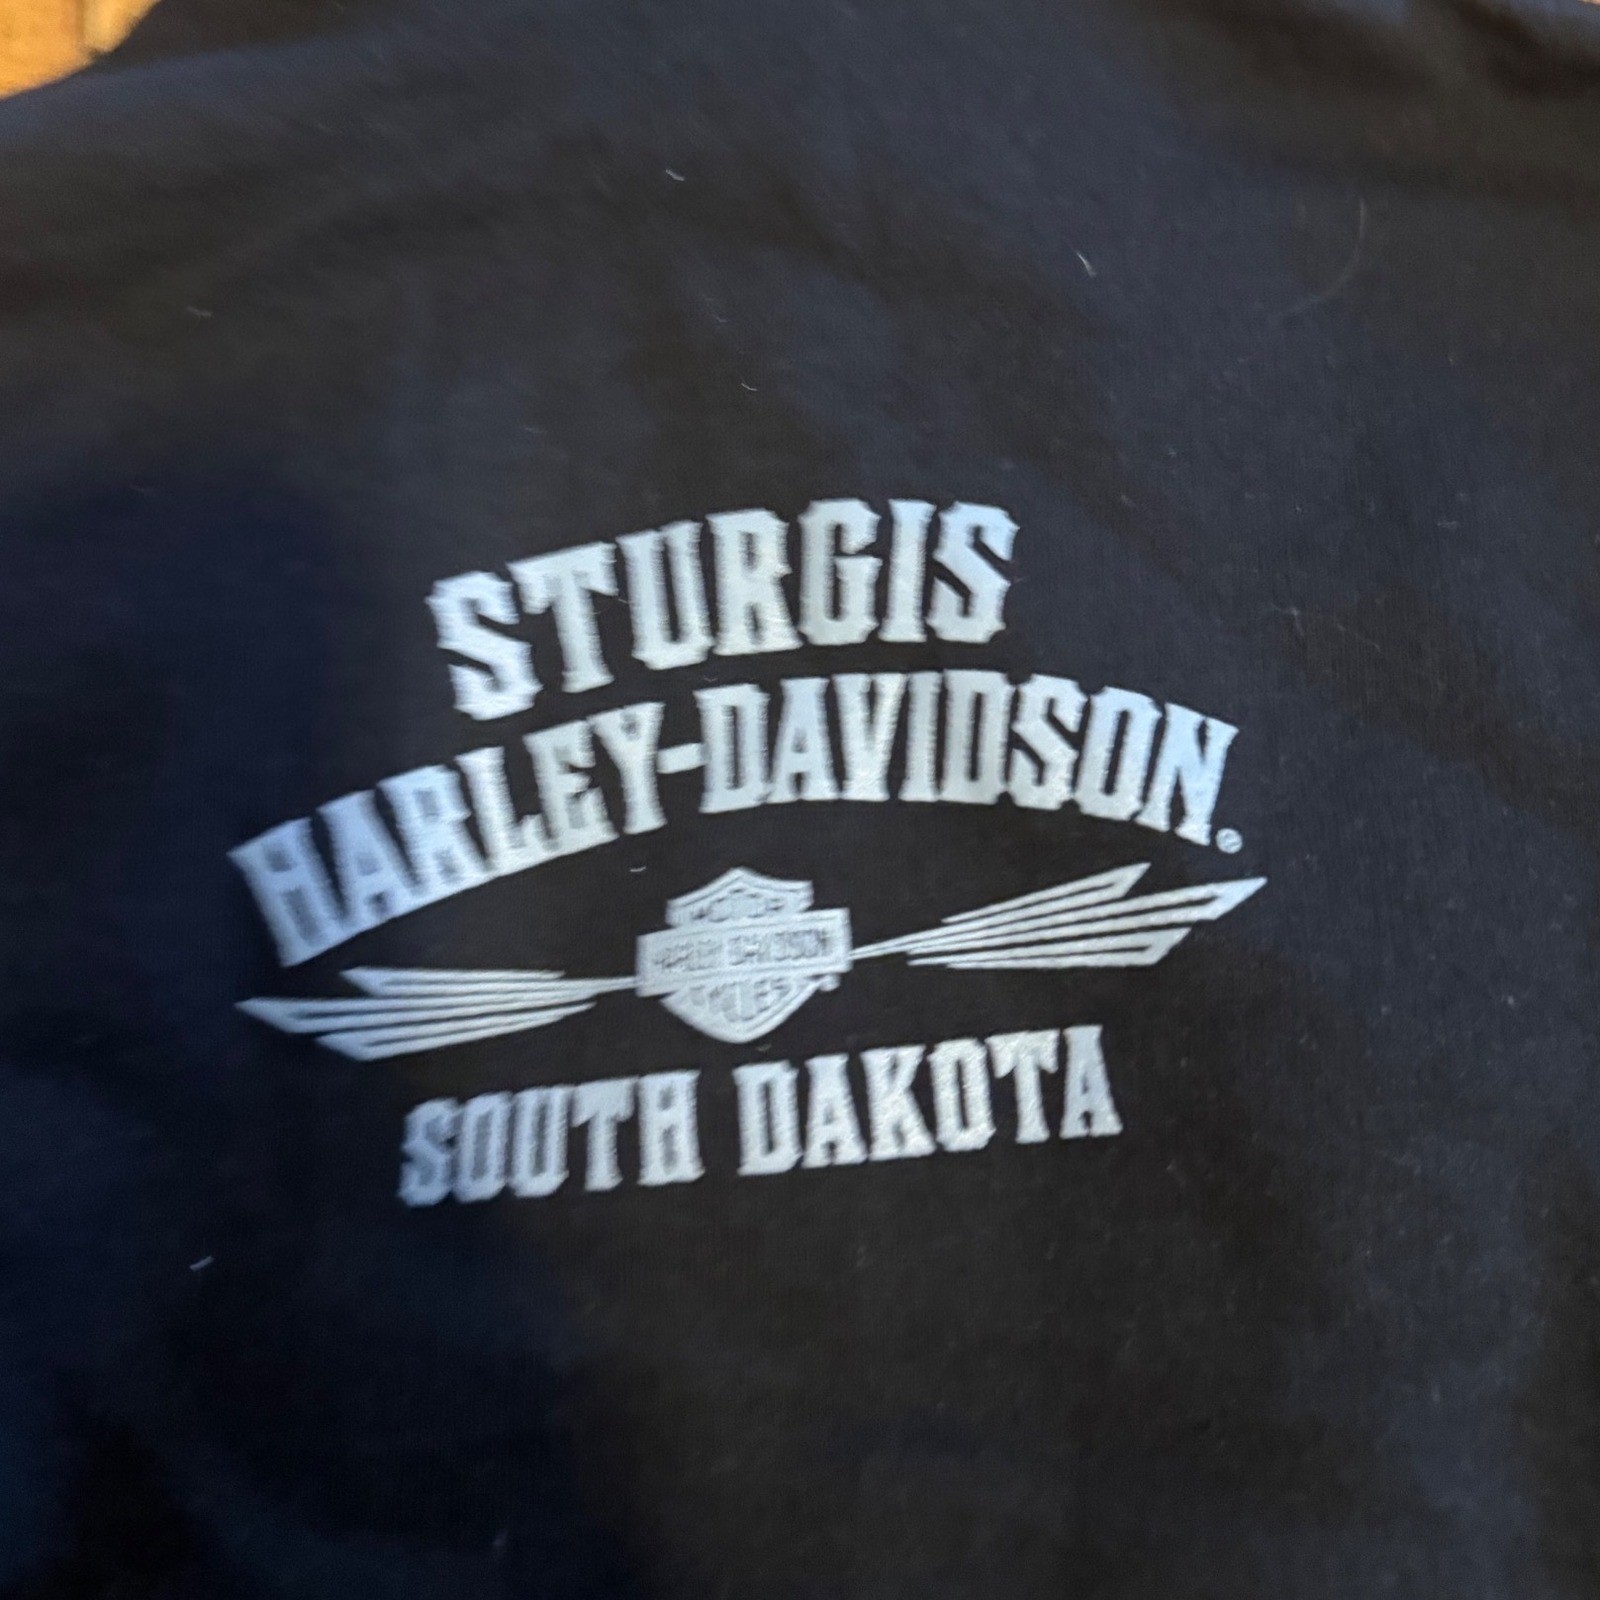 STURGIS
HARLEY-DAVIDSON®
MOTOR
HARLEY-DAVIDSON
CYCLES
SOUTH DAKOTA